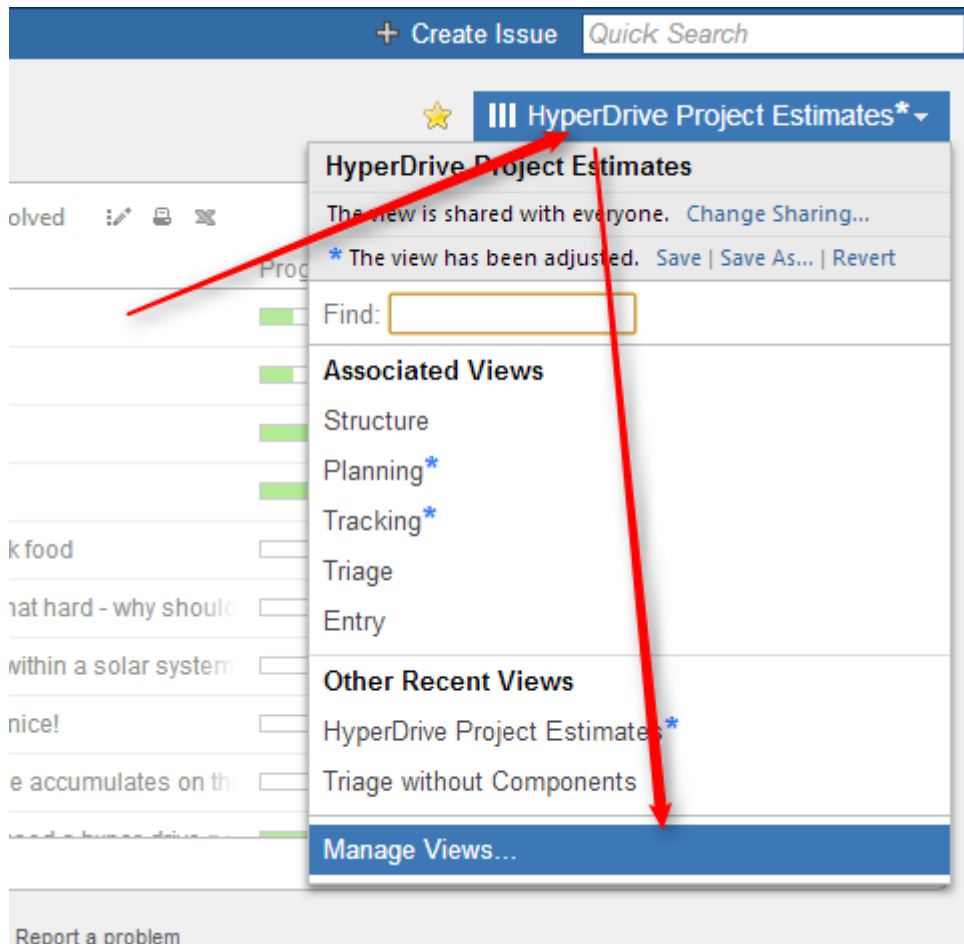 + Create Issue Quick Search
HyperDrive Project Estimates*
HyperDrive Project Estimates
olved
The view is shared with everyone. Change Sharing...
* The view has been adjusted. Save | Save As... | Revert
Prog
Find:
Associated Views
Structure
Planning*
Tracking*
k food
Triage
hat hard - why should
Entry
within a solar system
Other Recent Views
nice!
HyperDrive Project Estimates*
e accumulates on th
Triage without Components
Manage Views...
Report a problem